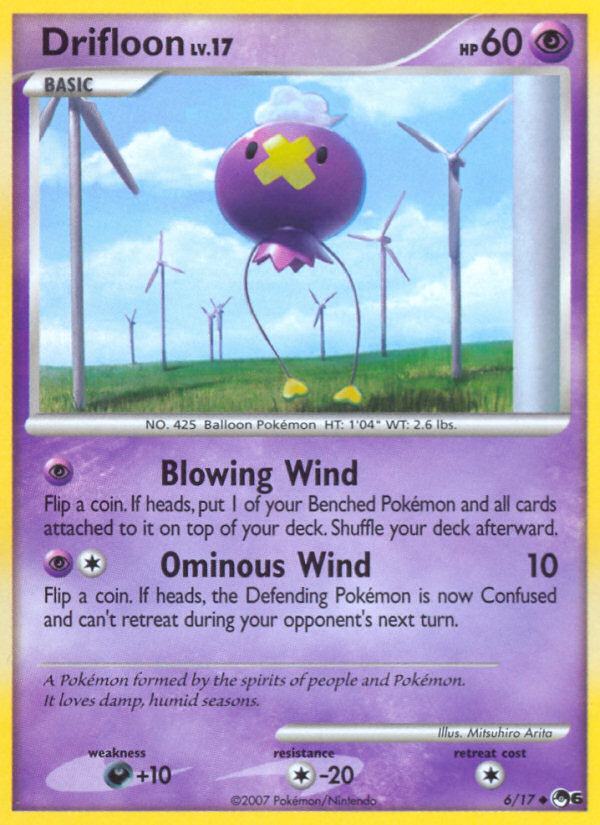 Drifloon LV.17
HP 60
BASIC
NO. 425 Balloon Pokémon HT: 1'04" WT: 2.6 lbs.
Blowing Wind
Flip a coin. If heads, put 1 of your Benched Pokémon and all cards
attached to it on top of your deck. Shuffle your deck afterward.
Ominous Wind 10
Flip a coin. If heads, the Defending Pokémon is now Confused
and can't retreat during your opponent's next turn.
A Pokémon formed by the spirits of people and Pokémon.
It loves damp, humid seasons.
Illus. Mitsuhiro Arita
weakness resistance retreat cost
+10 -20
©2007 Pokémon/Nintendo 6/17 6